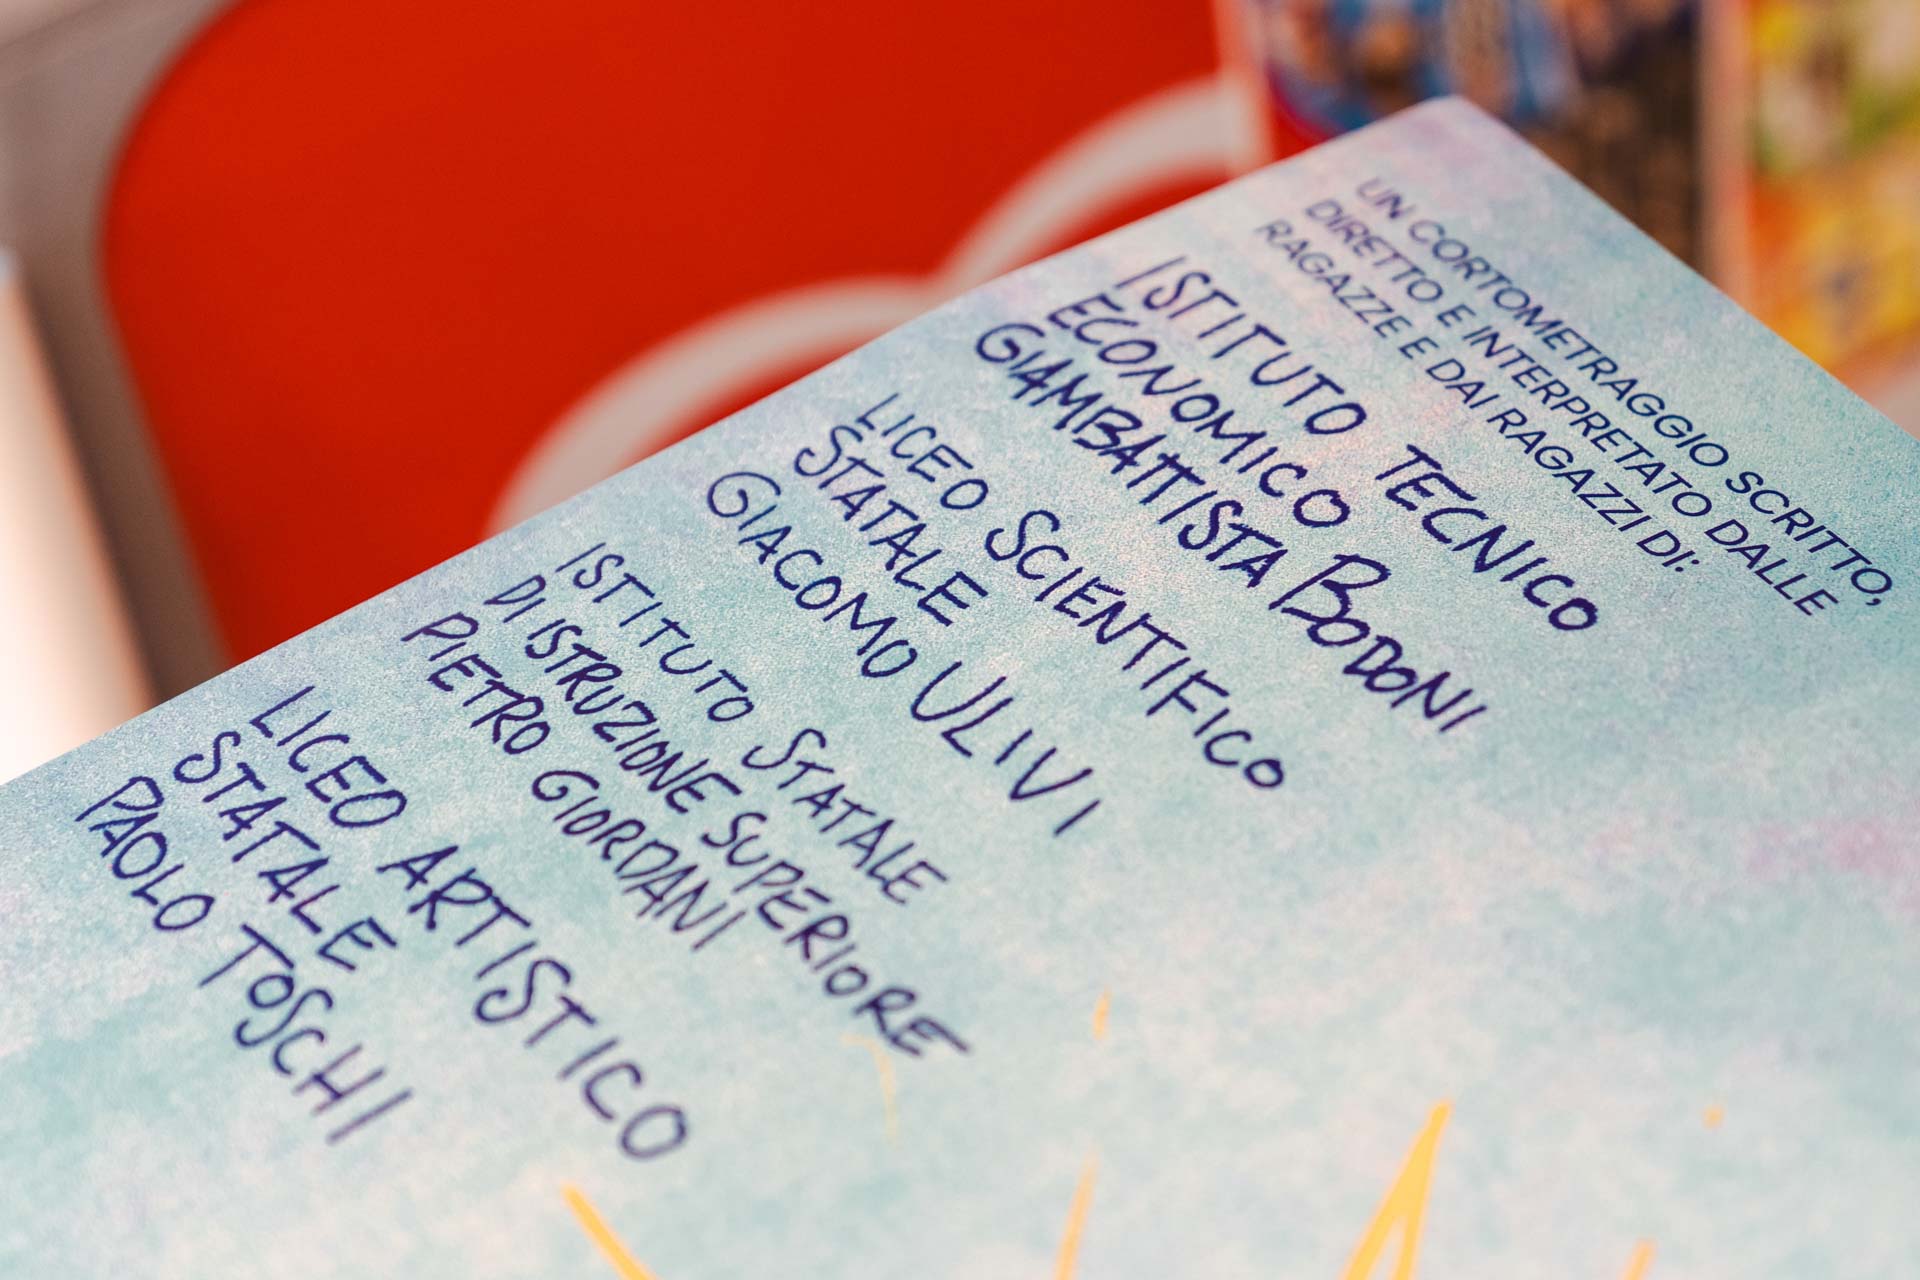 UN CORTOMETRAGGIO SCRITTO,
DIRETTO E INTERPRETATO DALLE
RAGAZZE E DAI RAGAZZI DI:
ISTITUTO TECNICO
ECONOMICO
GIAMBATTISTA BODONI
LICEO SCIENTIFICO
STATALE
GIACOMO ULIVI
ISTITUTO STATALE
DI ISTRUZIONE SUPERIORE
PIETRO GIORDANI
LICEO ARTISTICO
STATALE
PAOLO TOSCHI